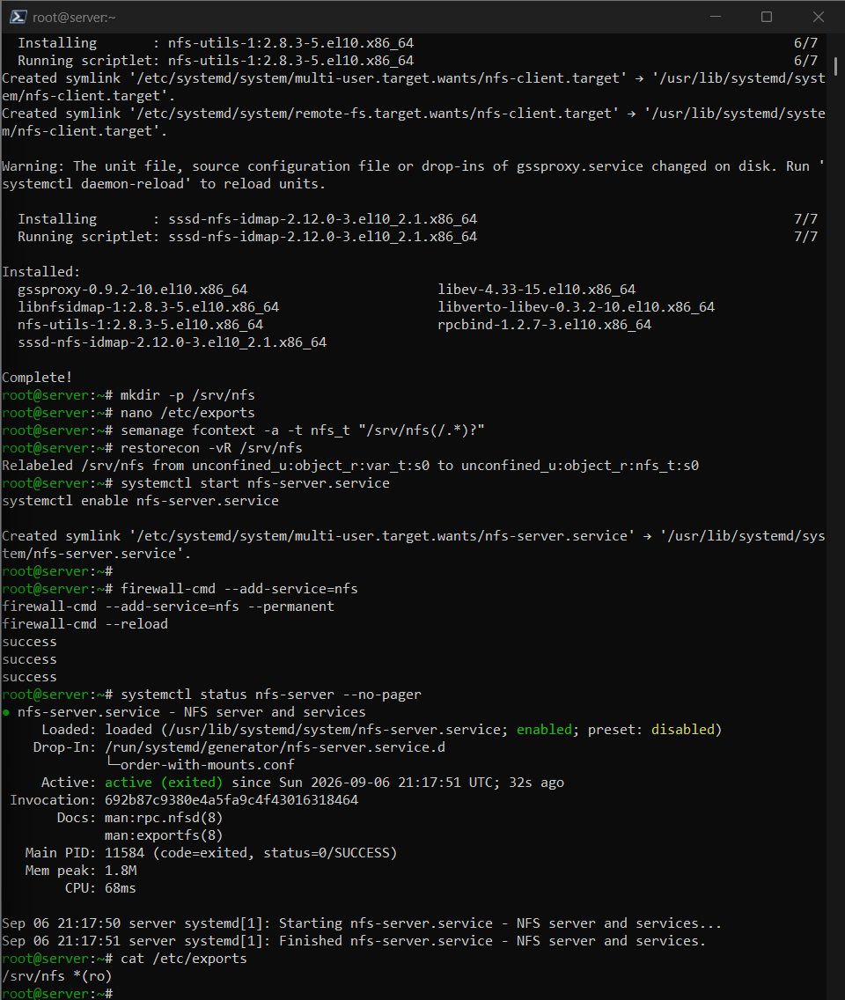 root@server:~
  Installing       : nfs-utils-1:2.8.3-5.el10.x86_64                                                6/7
  Running scriptlet: nfs-utils-1:2.8.3-5.el10.x86_64                                                6/7
Created symlink '/etc/systemd/system/multi-user.target.wants/nfs-client.target' → '/usr/lib/systemd/syst
em/nfs-client.target'.
Created symlink '/etc/systemd/system/remote-fs.target.wants/nfs-client.target' → '/usr/lib/systemd/syste
m/nfs-client.target'.

Warning: The unit file, source configuration file or drop-ins of gssproxy.service changed on disk. Run '
systemctl daemon-reload' to reload units.

  Installing       : sssd-nfs-idmap-2.12.0-3.el10_2.1.x86_64                                        7/7
  Running scriptlet: sssd-nfs-idmap-2.12.0-3.el10_2.1.x86_64                                        7/7

Installed:
  gssproxy-0.9.2-10.el10.x86_64                        libev-4.33-15.el10.x86_64
  libnfsidmap-1:2.8.3-5.el10.x86_64                    libverto-libev-0.3.2-10.el10.x86_64
  nfs-utils-1:2.8.3-5.el10.x86_64                      rpcbind-1.2.7-3.el10.x86_64
  sssd-nfs-idmap-2.12.0-3.el10_2.1.x86_64

Complete!
root@server:~# mkdir -p /srv/nfs
root@server:~# nano /etc/exports
root@server:~# semanage fcontext -a -t nfs_t "/srv/nfs(/.*)?"
root@server:~# restorecon -vR /srv/nfs
Relabeled /srv/nfs from unconfined_u:object_r:var_t:s0 to unconfined_u:object_r:nfs_t:s0
root@server:~# systemctl start nfs-server.service
systemctl enable nfs-server.service

Created symlink '/etc/systemd/system/multi-user.target.wants/nfs-server.service' → '/usr/lib/systemd/sys
tem/nfs-server.service'.
root@server:~#
root@server:~# firewall-cmd --add-service=nfs
firewall-cmd --add-service=nfs --permanent
firewall-cmd --reload
success
success
success
root@server:~# systemctl status nfs-server --no-pager
● nfs-server.service - NFS server and services
     Loaded: loaded (/usr/lib/systemd/system/nfs-server.service; enabled; preset: disabled)
    Drop-In: /run/systemd/generator/nfs-server.service.d
             └─order-with-mounts.conf
     Active: active (exited) since Sun 2026-09-06 21:17:51 UTC; 32s ago
 Invocation: 692b87c9380e4a5fa9c4f43016318464
       Docs: man:rpc.nfsd(8)
             man:exportfs(8)
   Main PID: 11584 (code=exited, status=0/SUCCESS)
   Mem peak: 1.8M
        CPU: 68ms

Sep 06 21:17:50 server systemd[1]: Starting nfs-server.service - NFS server and services...
Sep 06 21:17:51 server systemd[1]: Finished nfs-server.service - NFS server and services.
root@server:~# cat /etc/exports
/srv/nfs *(ro)
root@server:~#